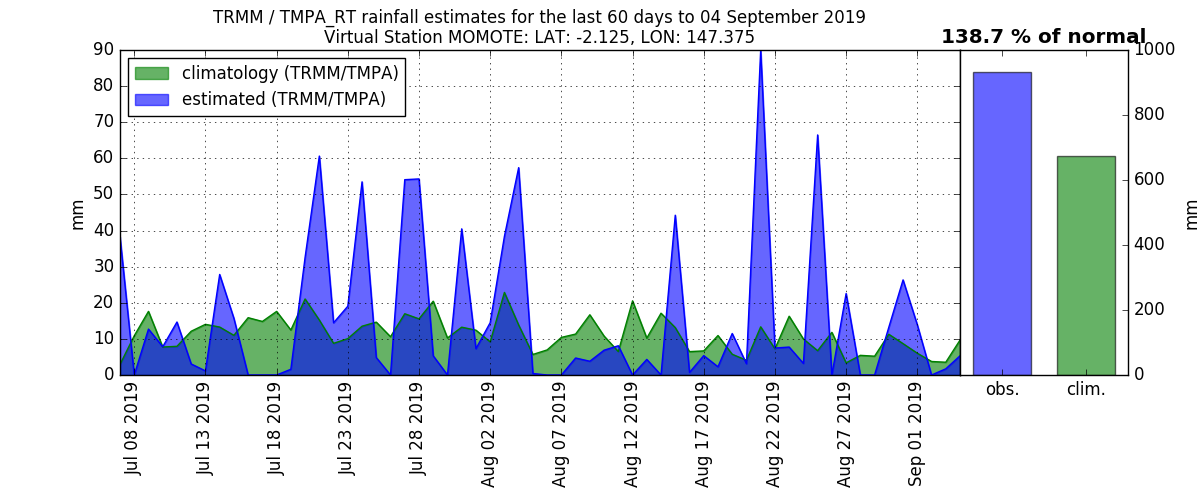 TRMM / TMPA_RT rainfall estimates for the last 60 days to 04 September 2019
Virtual Station MOMOTE: LAT: -2.125, LON: 147.375
138.7 % of normal
climatology (TRMM/TMPA)
estimated (TRMM/TMPA)
mm
90
80
70
60
50
40
30
20
10
0
Jul 08 2019
Jul 13 2019
Jul 18 2019
Jul 23 2019
Jul 28 2019
Aug 02 2019
Aug 07 2019
Aug 12 2019
Aug 17 2019
Aug 22 2019
Aug 27 2019
Sep 01 2019
obs.
clim.
1000
800
600
400
200
0
mm